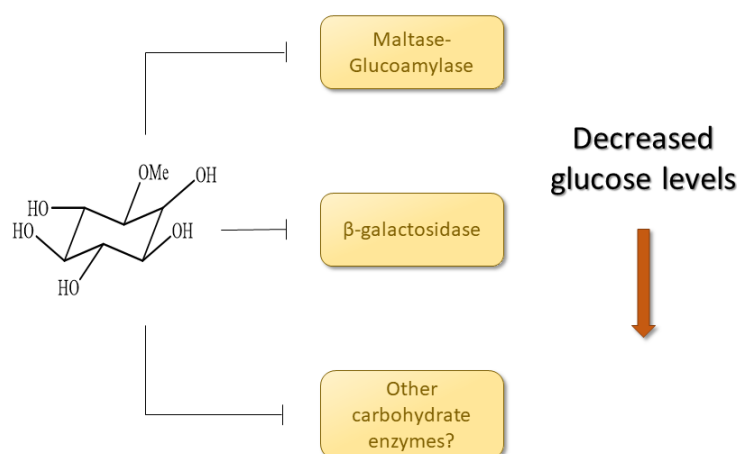 Maltase-
Glucoamylase
Decreased
glucose levels
OMe
OH
HO
HO
OH
HO
β-galactosidase
Other
carbohydrate
enzymes?